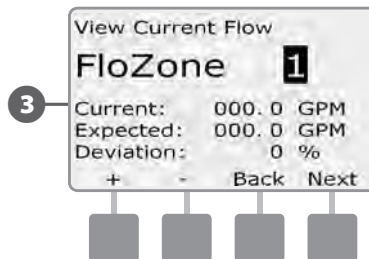 View Current Flow
FloZone 1
3
Current: 000. 0 GPM
Expected: 000. 0 GPM
Deviation: 0 %
+ - Back Next